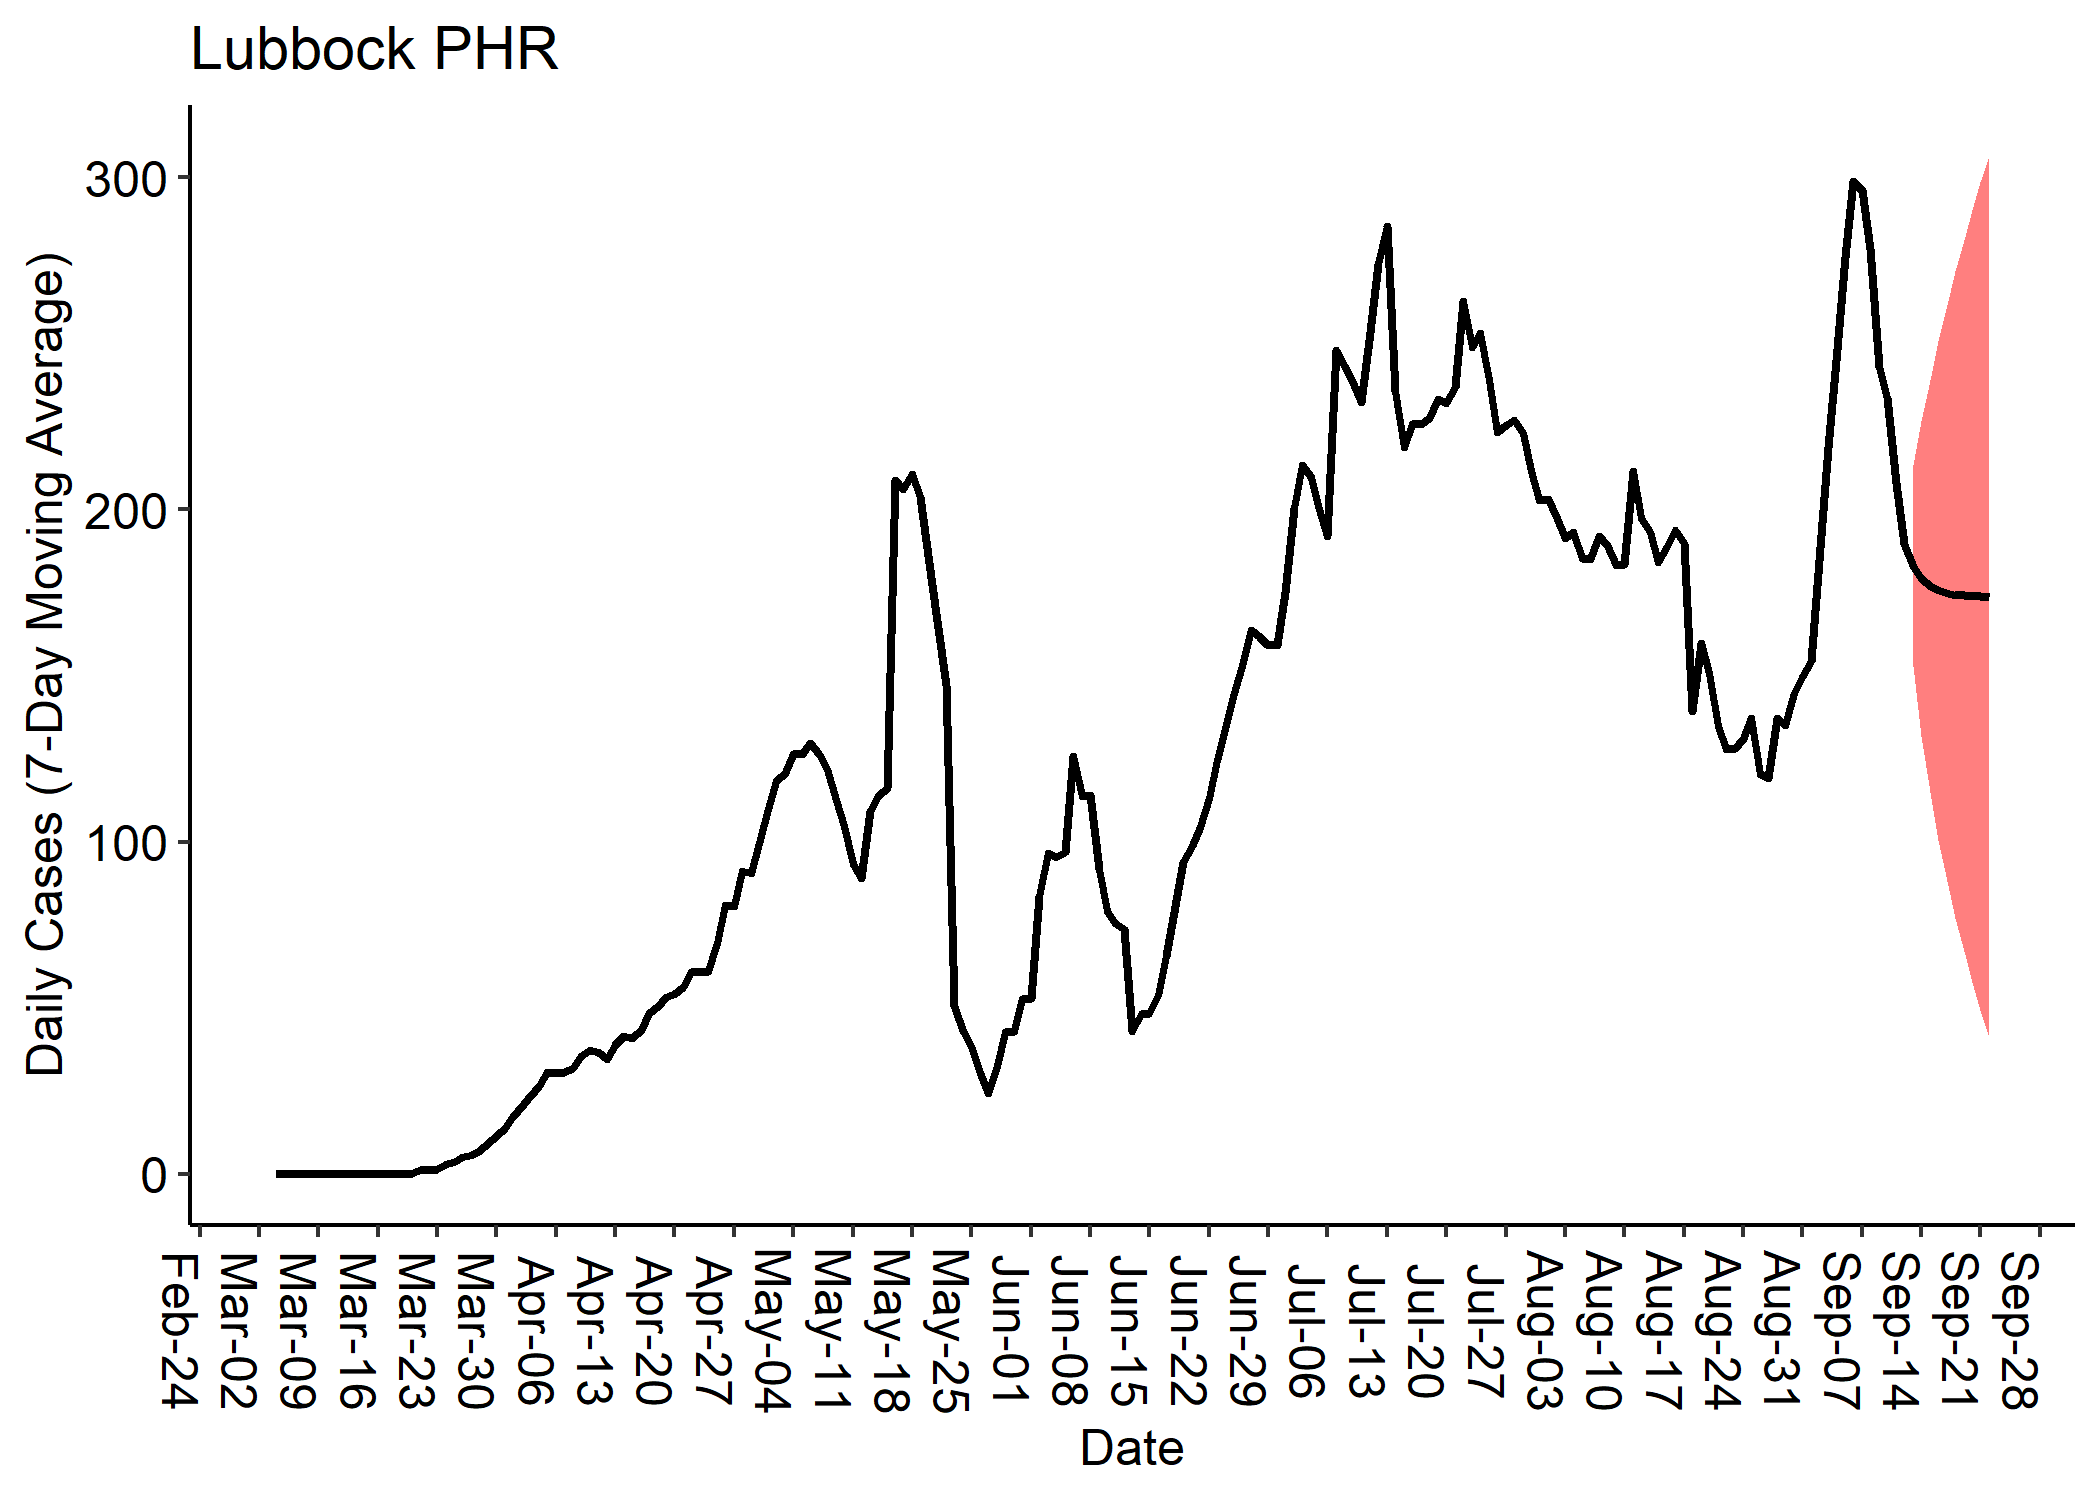 Lubbock PHR
Daily Cases (7-Day Moving Average)
300
200
100
0
Feb-24
Mar-02
Mar-09
Mar-16
Mar-23
Mar-30
Apr-06
Apr-13
Apr-20
Apr-27
May-04
May-11
May-18
May-25
Jun-01
Jun-08
Jun-15
Jun-22
Jun-29
Jul-06
Jul-13
Jul-20
Jul-27
Aug-03
Aug-10
Aug-17
Aug-24
Aug-31
Sep-07
Sep-14
Sep-21
Sep-28
Date